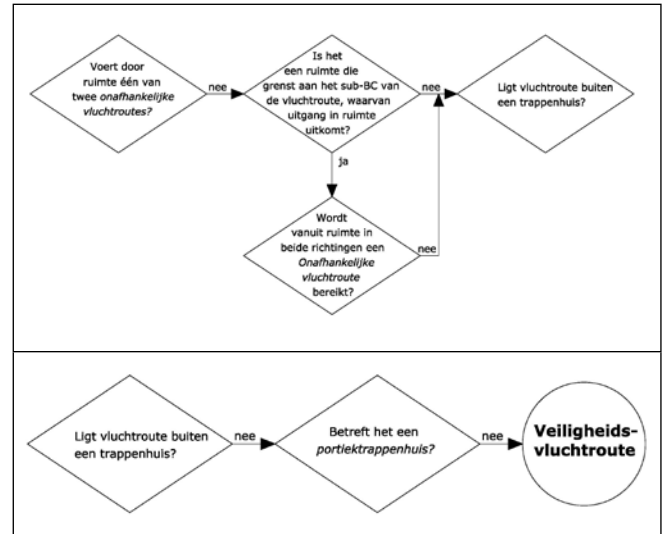 Voert door
ruimte één van
twee onafhankelijke
vluchtroutes?
nee
Is het
een ruimte die
grenst aan het sub-BC van
de vluchtroute, waarvan
uitgang in ruimte
uitkomt?
nee
Ligt vluchtroute buiten
een trappenhuis?
ja
Wordt
vanuit ruimte in
beide richtingen een
Onafhankelijke
vluchtroute
bereikt?
nee
Ligt vluchtroute buiten
een trappenhuis?
nee
Betreft het een
portiektrappenhuis?
nee
Veiligheids-
vluchtroute